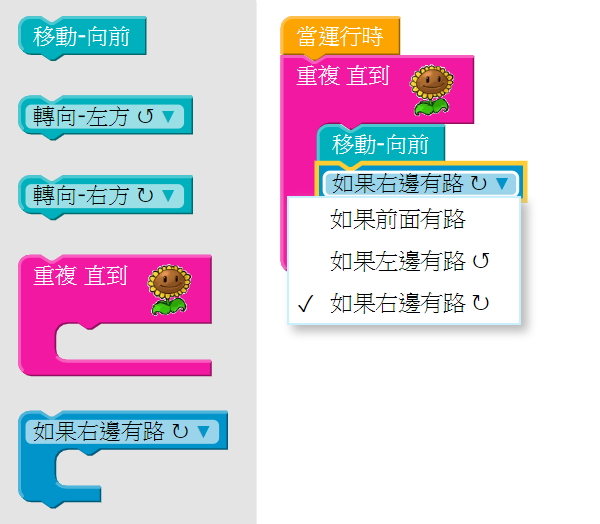 移動-向前
轉向-左方 ↺ ▼
轉向-右方 ↻ ▼
重複 直到
如果右邊有路 ↻ ▼
當運行時
重複 直到
移動-向前
如果右邊有路 ↻ ▼
如果前面有路
如果左邊有路 ↺
✓ 如果右邊有路 ↻